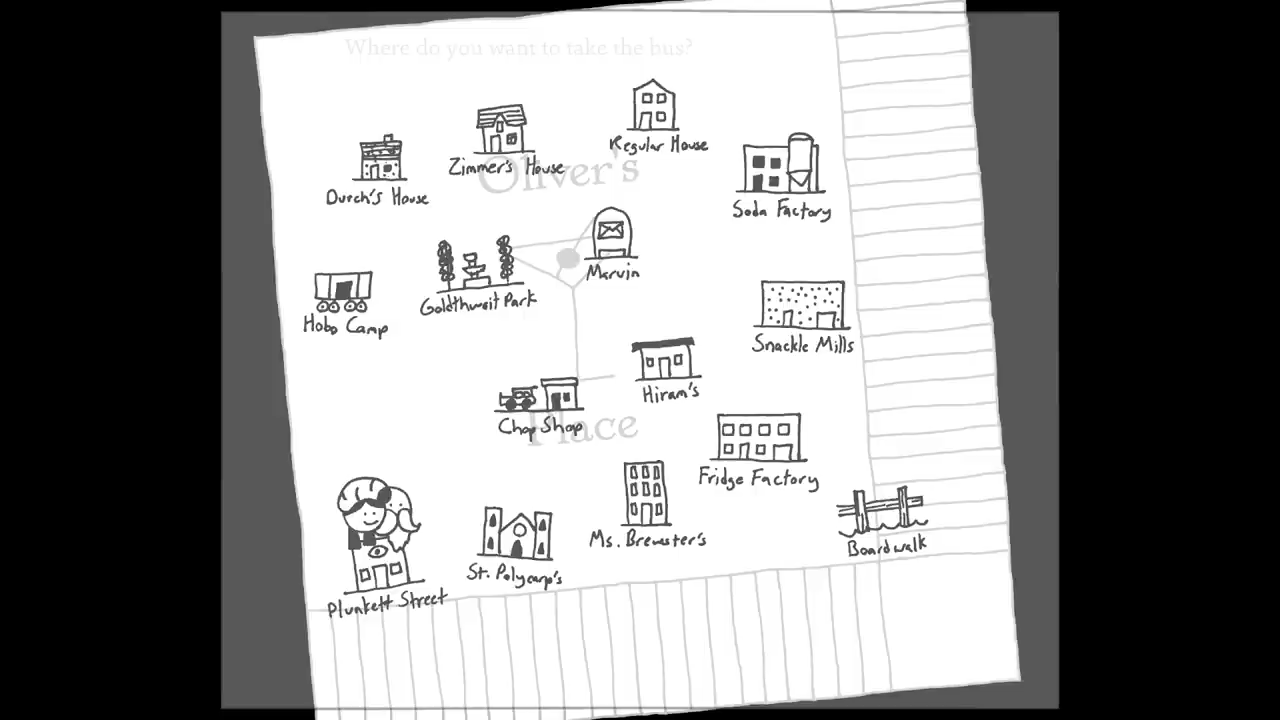 Where do you want to take the bus?
Regular House
Zimmer's House
Oliver's
Durch's House
Soda Factory
Marvin
Goldthwait Park
Hobo Camp
Snackle Mills
Hiram's
Chop Shop
Place
Fridge Factory
Ms. Brewster's
Boardwalk
St. Polycarp's
Plunkett Street